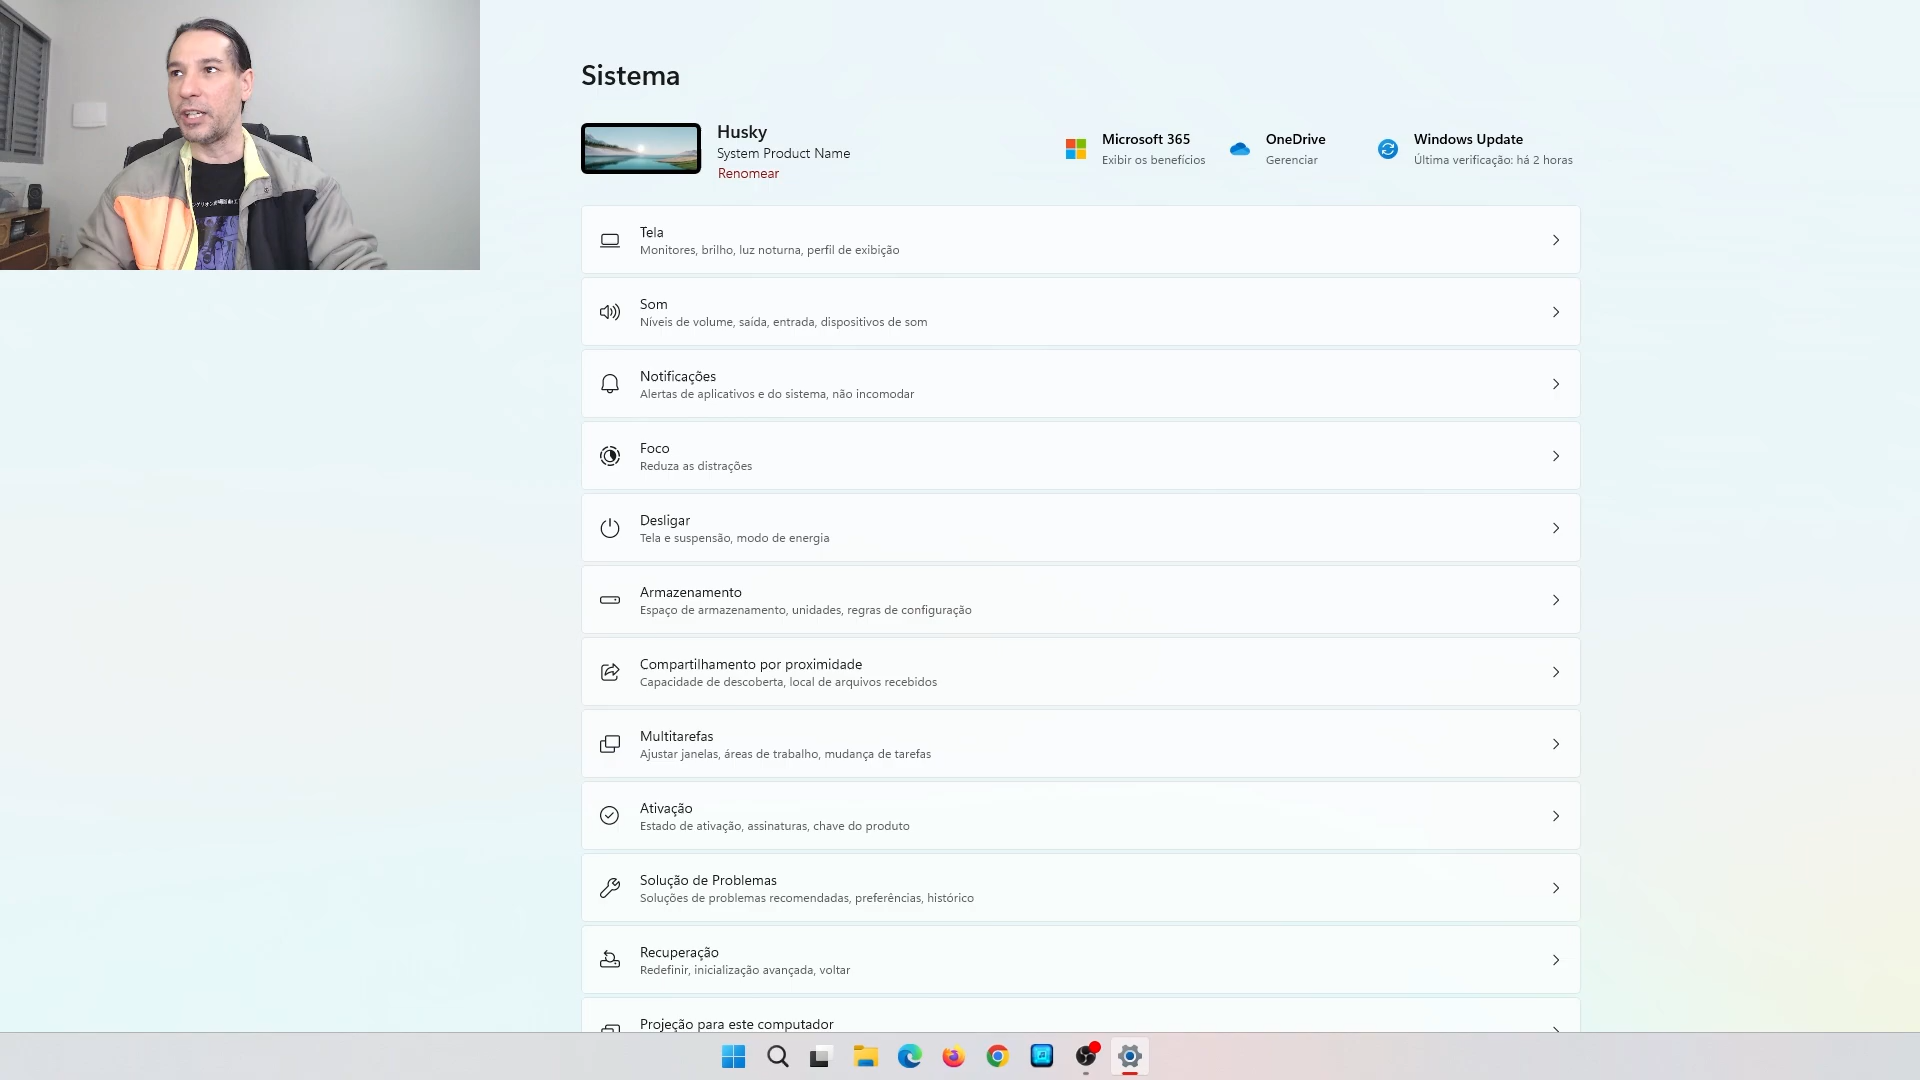 Sistema
Husky
System Product Name
Renomear
Microsoft 365
Exibir os benefícios
OneDrive
Gerenciar
Windows Update
Última verificação: há 2 horas
Tela
Monitores, brilho, luz noturna, perfil de exibição
Som
Níveis de volume, saída, entrada, dispositivos de som
Notificações
Alertas de aplicativos e do sistema, não incomodar
Foco
Reduza as distrações
Desligar
Tela e suspensão, modo de energia
Armazenamento
Espaço de armazenamento, unidades, regras de configuração
Compartilhamento por proximidade
Capacidade de descoberta, local de arquivos recebidos
Multitarefas
Ajustar janelas, áreas de trabalho, mudança de tarefas
Ativação
Estado de ativação, assinaturas, chave do produto
Solução de Problemas
Soluções de problemas recomendadas, preferências, histórico
Recuperação
Redefinir, inicialização avançada, voltar
Projeção para este computador